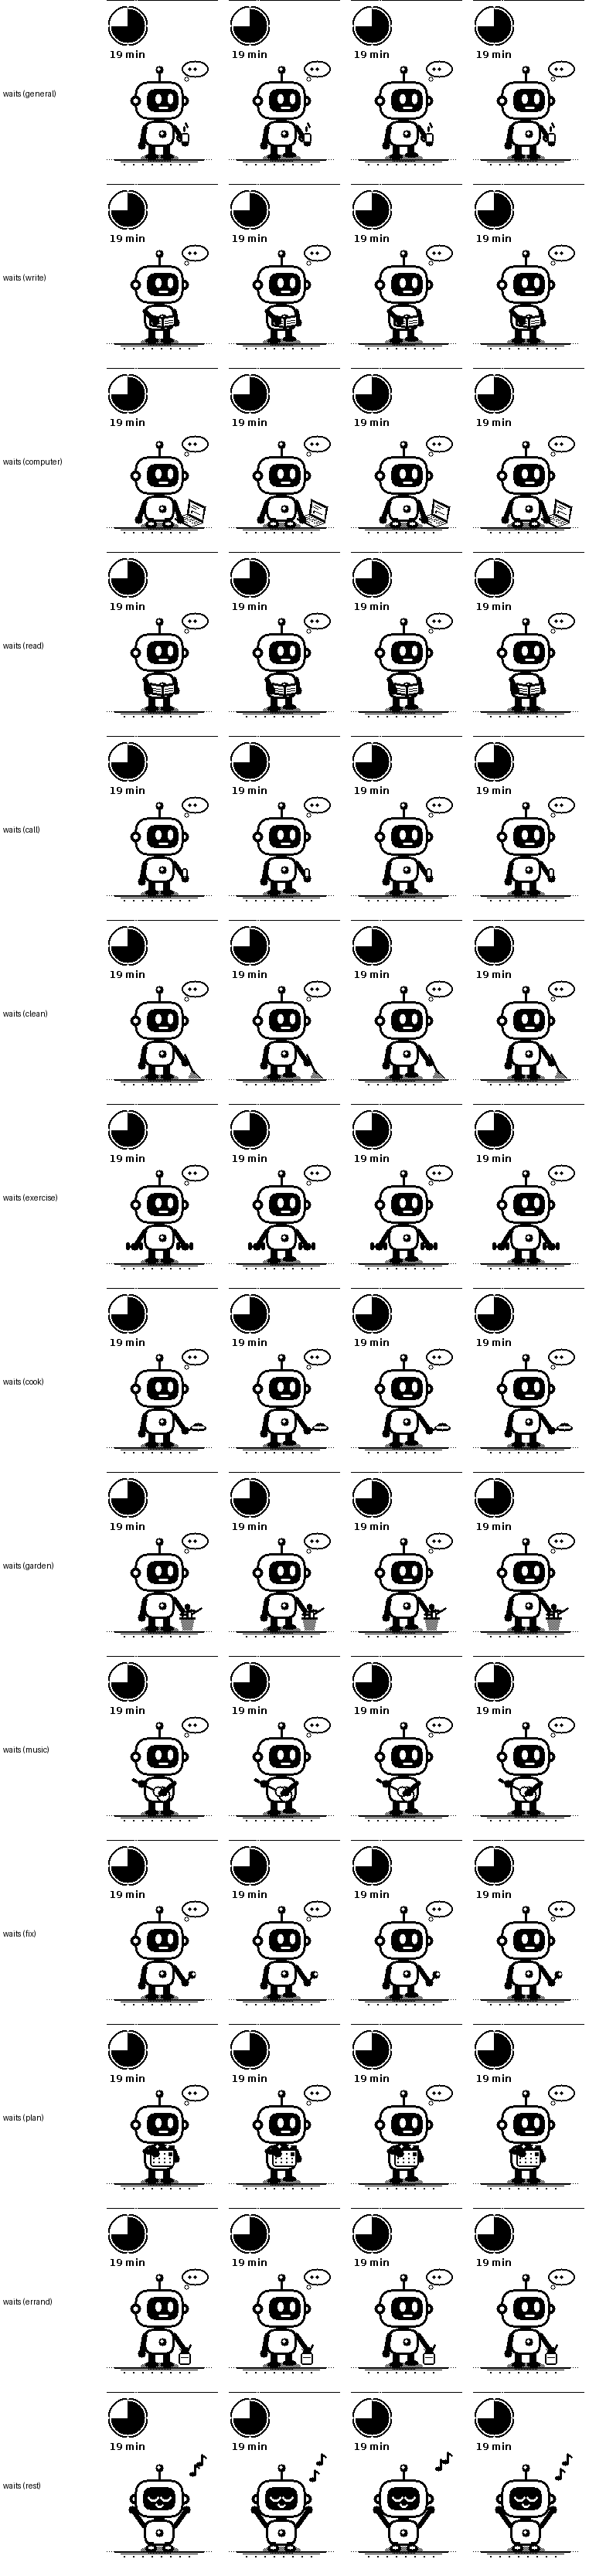 19 min 19 min 19 min 19 min
waits (general)
19 min 19 min 19 min 19 min
waits (write)
19 min 19 min 19 min 19 min
waits (computer)
19 min 19 min 19 min 19 min
waits (read)
19 min 19 min 19 min 19 min
waits (call)
19 min 19 min 19 min 19 min
waits (clean)
19 min 19 min 19 min 19 min
waits (exercise)
19 min 19 min 19 min 19 min
waits (cook)
19 min 19 min 19 min 19 min
waits (garden)
19 min 19 min 19 min 19 min
waits (music)
19 min 19 min 19 min 19 min
waits (fix)
19 min 19 min 19 min 19 min
waits (plan)
19 min 19 min 19 min 19 min
waits (errand)
19 min 19 min 19 min 19 min
waits (rest)